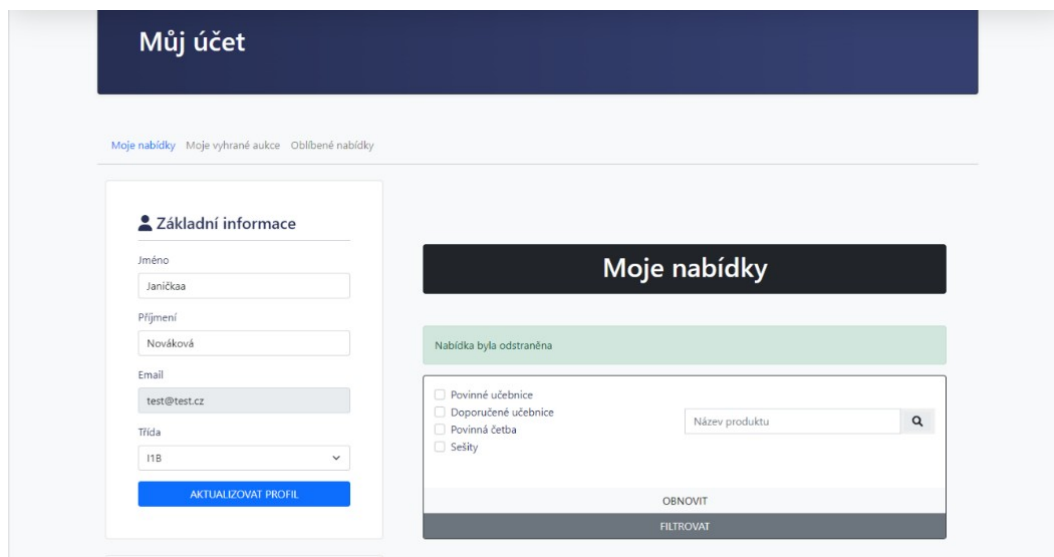 Můj účet
Moje nabídky Moje vyhrané aukce Oblíbené nabídky
Základní informace
Jméno
Janičkaa
Příjmení
Nováková
Email
test@test.cz
Třída
I1B
AKTUALIZOVAT PROFIL
Moje nabídky
Nabídka byla odstraněna
Povinné učebnice
Doporučené učebnice
Povinná četba
Sešity
Název produktu
OBNOVIT
FILTROVAT